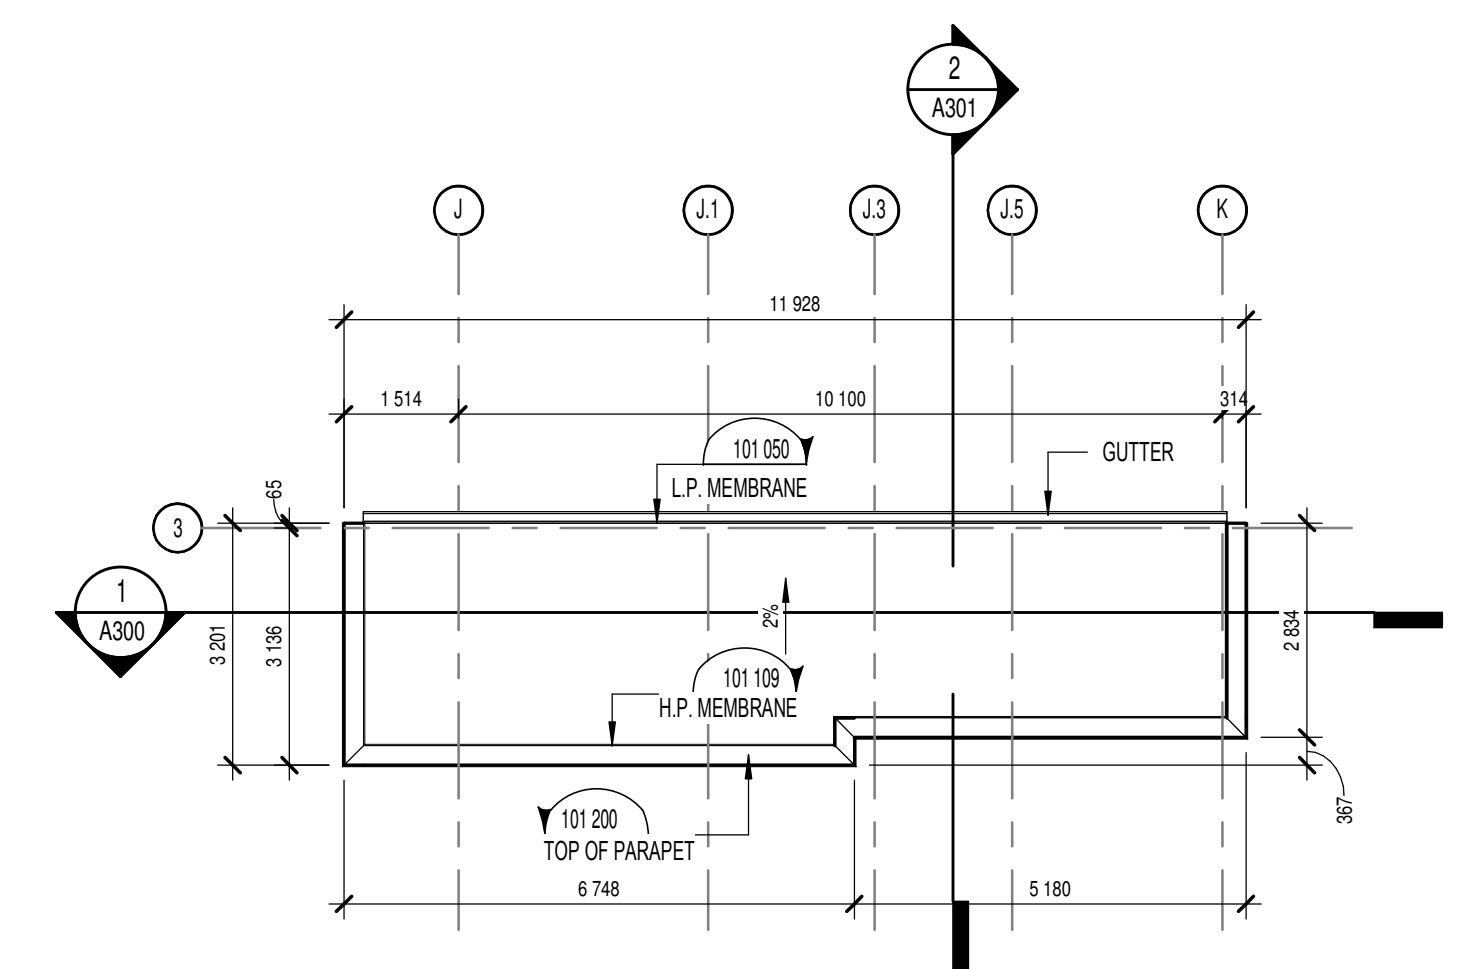 2
A301
J
J.1
J.3
J.5
K
11 928
1 514
10 100
314
101 050
GUTTER
L.P. MEMBRANE
65
3
1
A300
3 201
3 136
2%
2 834
101 109
H.P. MEMBRANE
367
101 200
TOP OF PARAPET
6 748
5 180